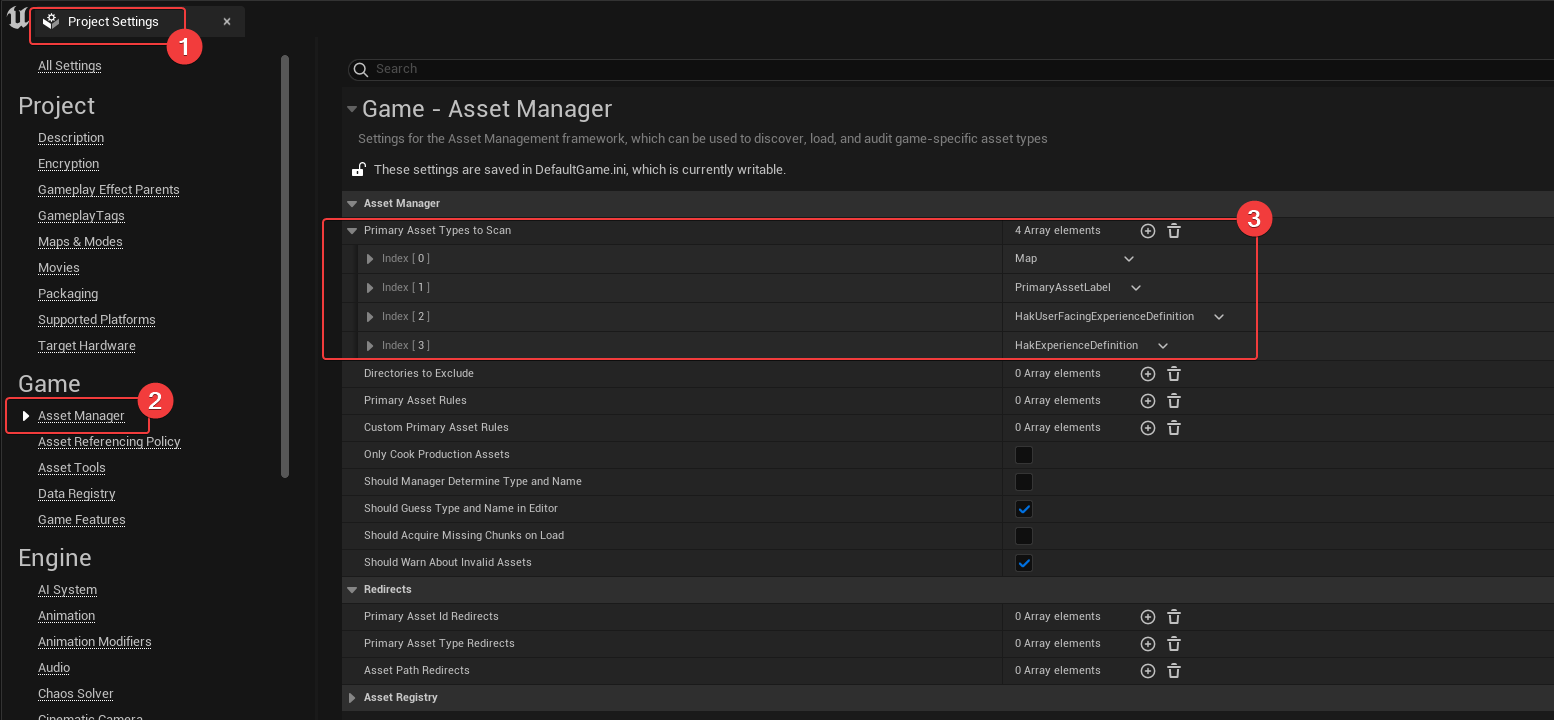 Project Settings
1
All Settings
Project
Description
Encryption
Gameplay Effect Parents
GameplayTags
Maps & Modes
Movies
Packaging
Supported Platforms
Target Hardware
Game
2
Asset Manager
Asset Referencing Policy
Asset Tools
Data Registry
Game Features
Engine
AI System
Animation
Animation Modifiers
Audio
Chaos Solver
Cinematic Camera
Search
Game - Asset Manager
Settings for the Asset Management framework, which can be used to discover, load, and audit game-specific asset types
These settings are saved in DefaultGame.ini, which is currently writable.
Asset Manager
3
Primary Asset Types to Scan 4 Array elements
Index [ 0 ] Map
Index [ 1 ] PrimaryAssetLabel
Index [ 2 ] HakUserFacingExperienceDefinition
Index [ 3 ] HakExperienceDefinition
Directories to Exclude 0 Array elements
Primary Asset Rules 0 Array elements
Custom Primary Asset Rules 0 Array elements
Only Cook Production Assets
Should Manager Determine Type and Name
Should Guess Type and Name in Editor
Should Acquire Missing Chunks on Load
Should Warn About Invalid Assets
Redirects
Primary Asset Id Redirects 0 Array elements
Primary Asset Type Redirects 0 Array elements
Asset Path Redirects 0 Array elements
Asset Registry